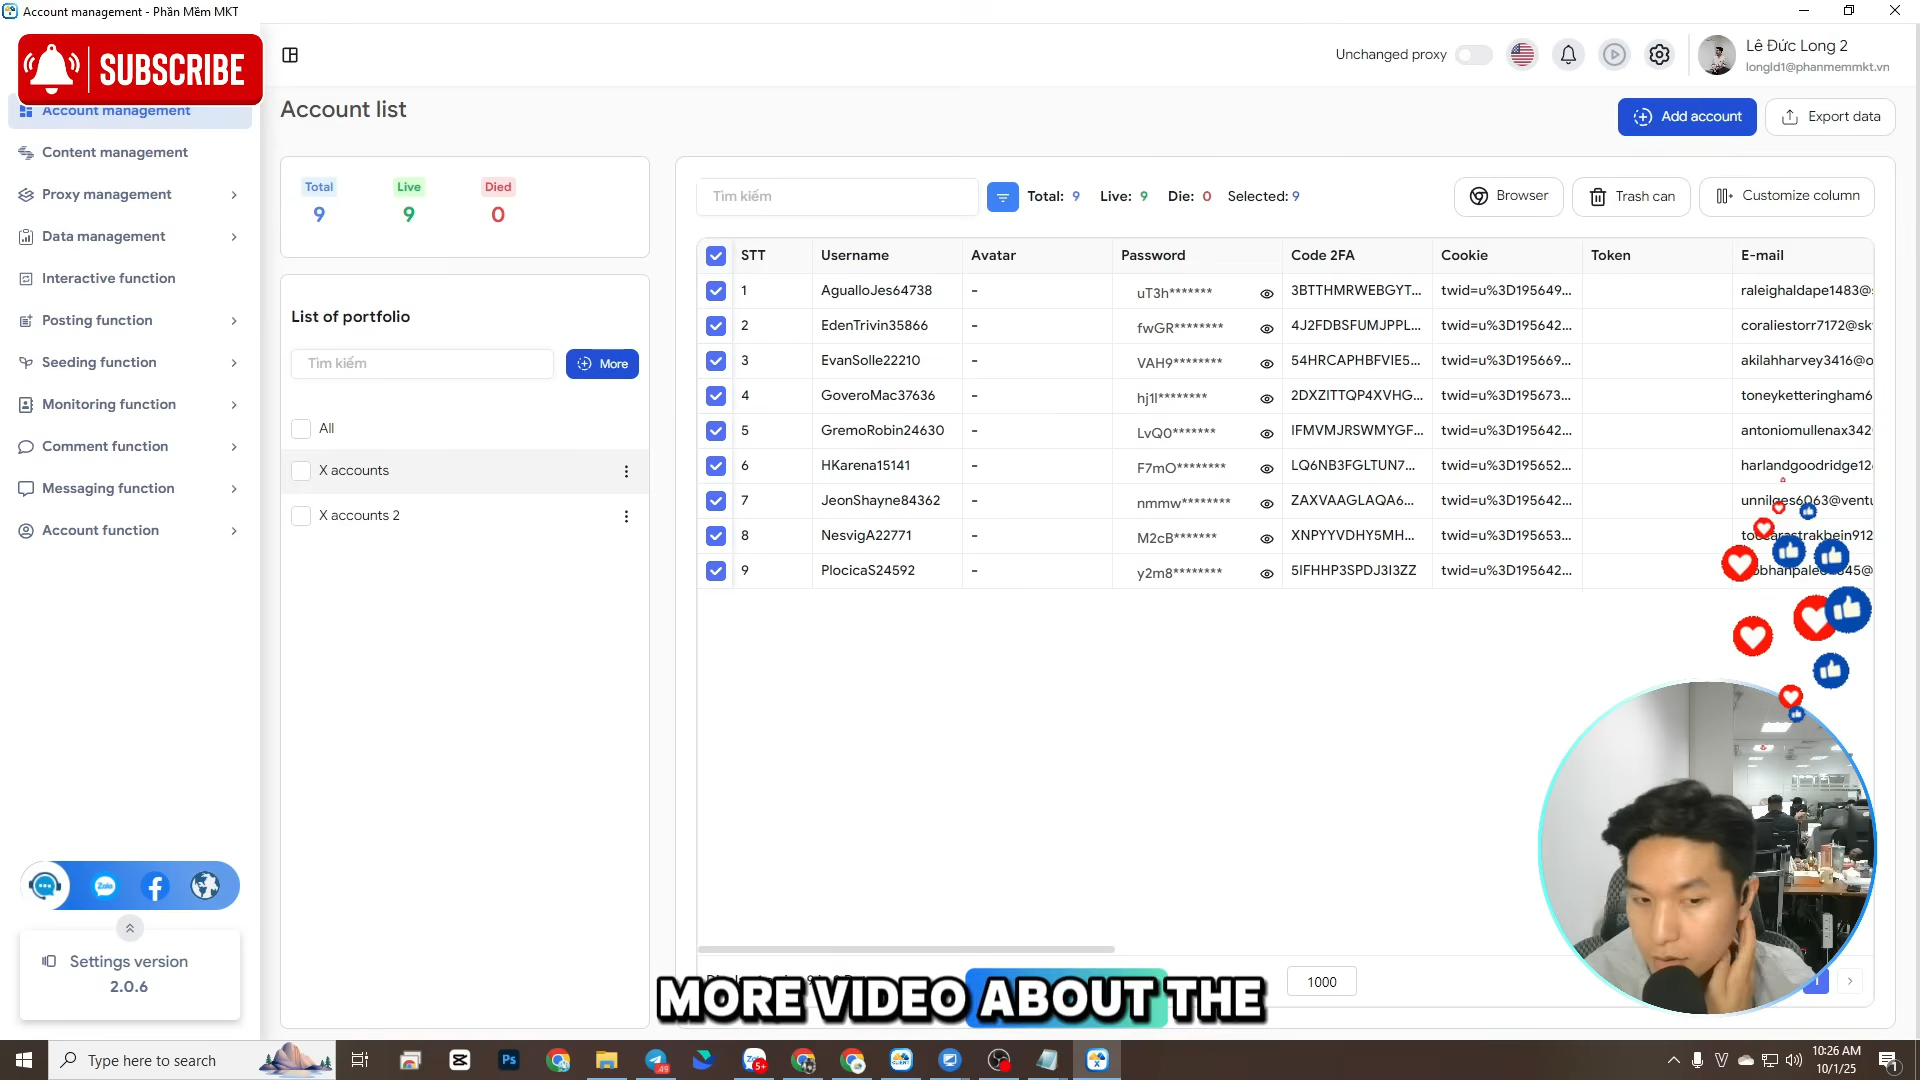 Account management - Phần Mềm MKT
SUBSCRIBE
Unchanged proxy
Lê Đức Long 2
longld1@phanmemmkt.vn
Account management
Content management
Proxy management
Data management
Interactive function
Posting function
Seeding function
Monitoring function
Comment function
Messaging function
Account function
Zalo
Settings version
2.0.6
Account list
Add account
Export data
Total Live Died
9 9 0
List of portfolio
Tìm kiếm
More
All
X accounts
X accounts 2
Tìm kiếm
Total: 9 Live: 9 Die: 0 Selected: 9
Browser
Trash can
Customize column
STT Username Avatar Password Code 2FA Cookie Token E-mail
1 AgualloJes64738 - uT3h******* 3BTTHMRWEBGYT... twid=u%3D195649... raleighaldape1483@
2 EdenTrivin35866 - fwGR******** 4J2FDBSFUMJPPL... twid=u%3D195642... coraliestorr7172@sk
3 EvanSolle22210 - VAH9******** 54HRCAPHBFVIE5... twid=u%3D195669... akilahharvey3416@o
4 GoveroMac37636 - hj1l******** 2DXZITTQP4XVHG... twid=u%3D195673... toneyketteringham6
5 GremoRobin24630 - LvQ0******* IFMVMJRSWMYGF... twid=u%3D195642... antoniomullenax342
6 HKarena15141 - F7mO******** LQ6NB3FGLTUN7... twid=u%3D195652... harlandgoodridge12
7 JeonShayne84362 - nmmw******** ZAXVAAGLAQA6... twid=u%3D195642... unnilges6063@ventu
8 NesvigA22771 - M2cB******* XNPYYVDHY5MH... twid=u%3D195653...
9 PlocicaS24592 - y2m8******** 5IFHHP3SPDJ3I3ZZ twid=u%3D195642...
1000
1
MORE VIDEO ABOUT THE
Type here to search
10:26 AM
10/1/25